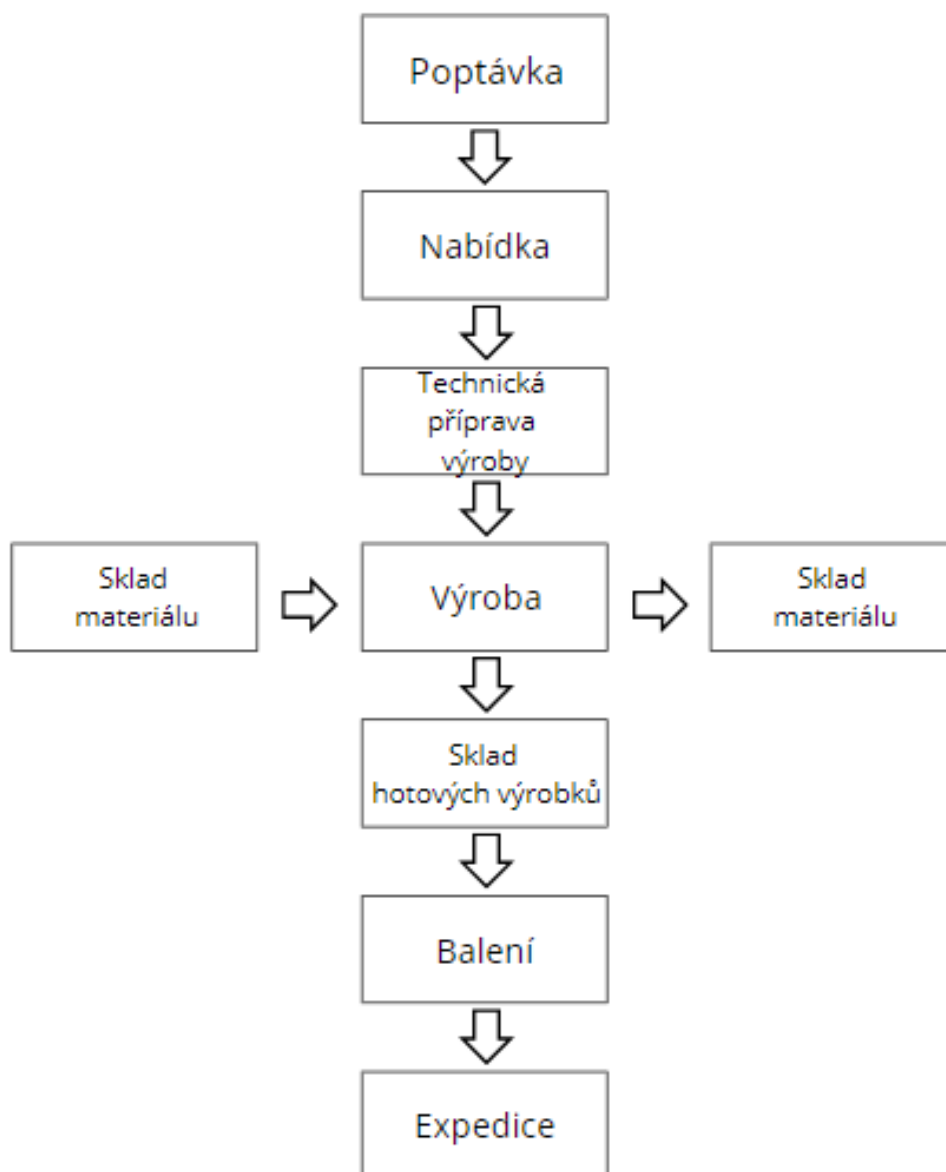 Poptávka
Nabídka
Technická
příprava
výroby
Sklad
materiálu
Výroba
Sklad
materiálu
Sklad
hotových výrobků
Balení
Expedice